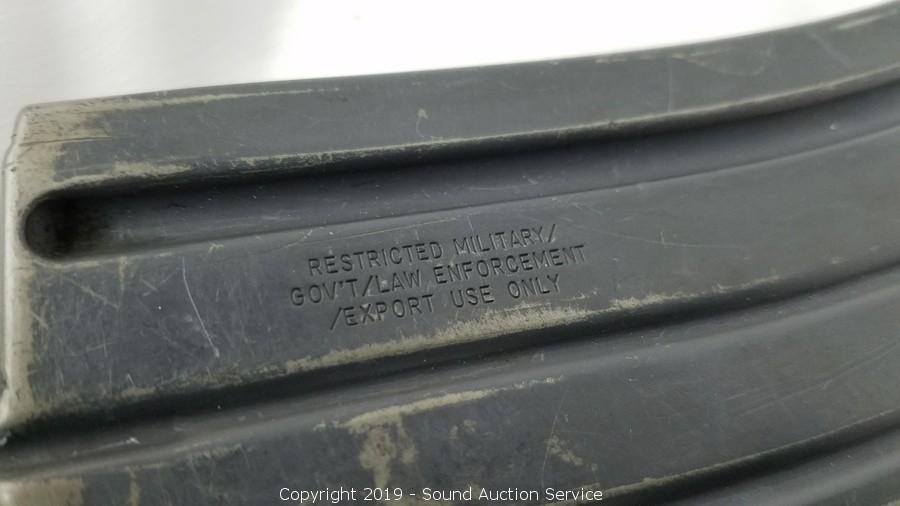 RESTRICTED MILITARY/
GOV'T/LAW ENFORCEMENT
/EXPORT USE ONLY
Copyright 2019 - Sound Auction Service